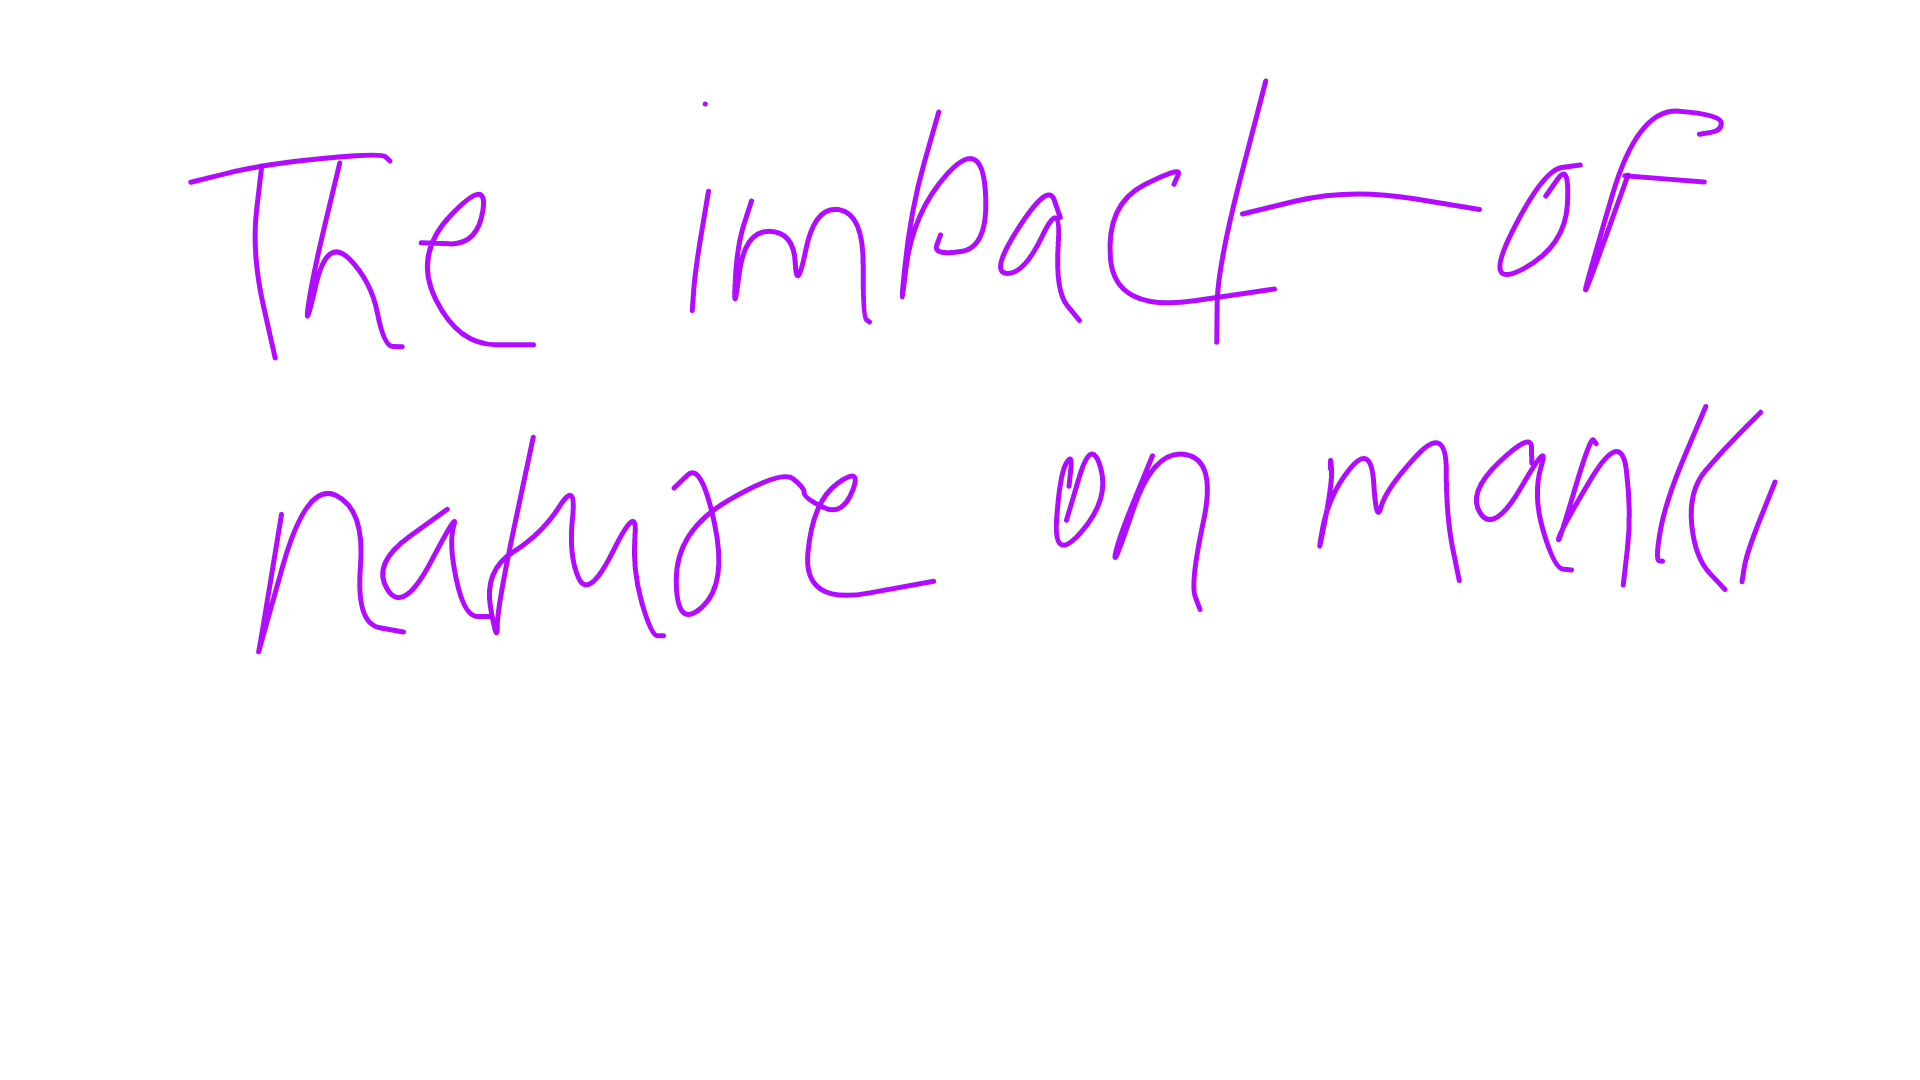 The impact of
nature on mank